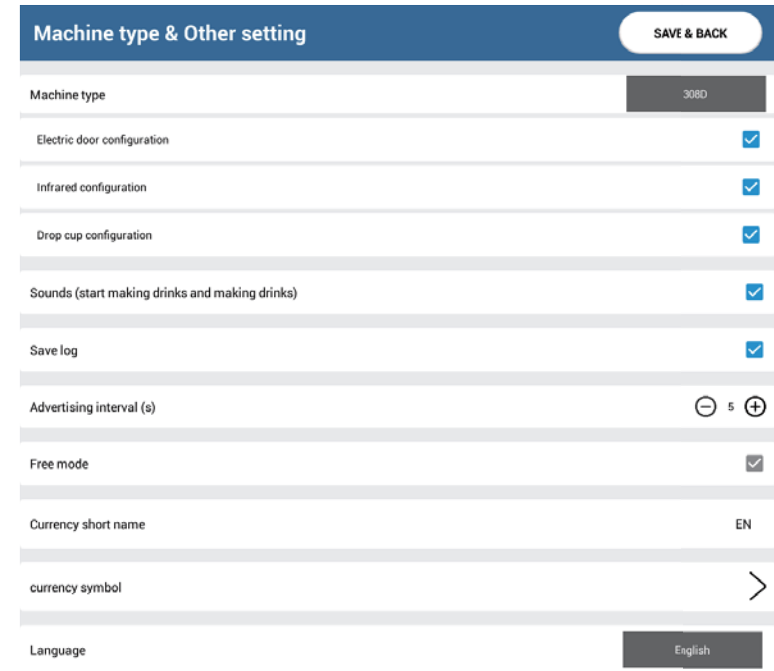 Machine type & Other setting
SAVE & BACK
Machine type
308D
Electric door configuration
Infrared configuration
Drop cup configuration
Sounds (start making drinks and making drinks)
Save log
Advertising interval (s)
5
Free mode
Currency short name
EN
currency symbol
Language
English